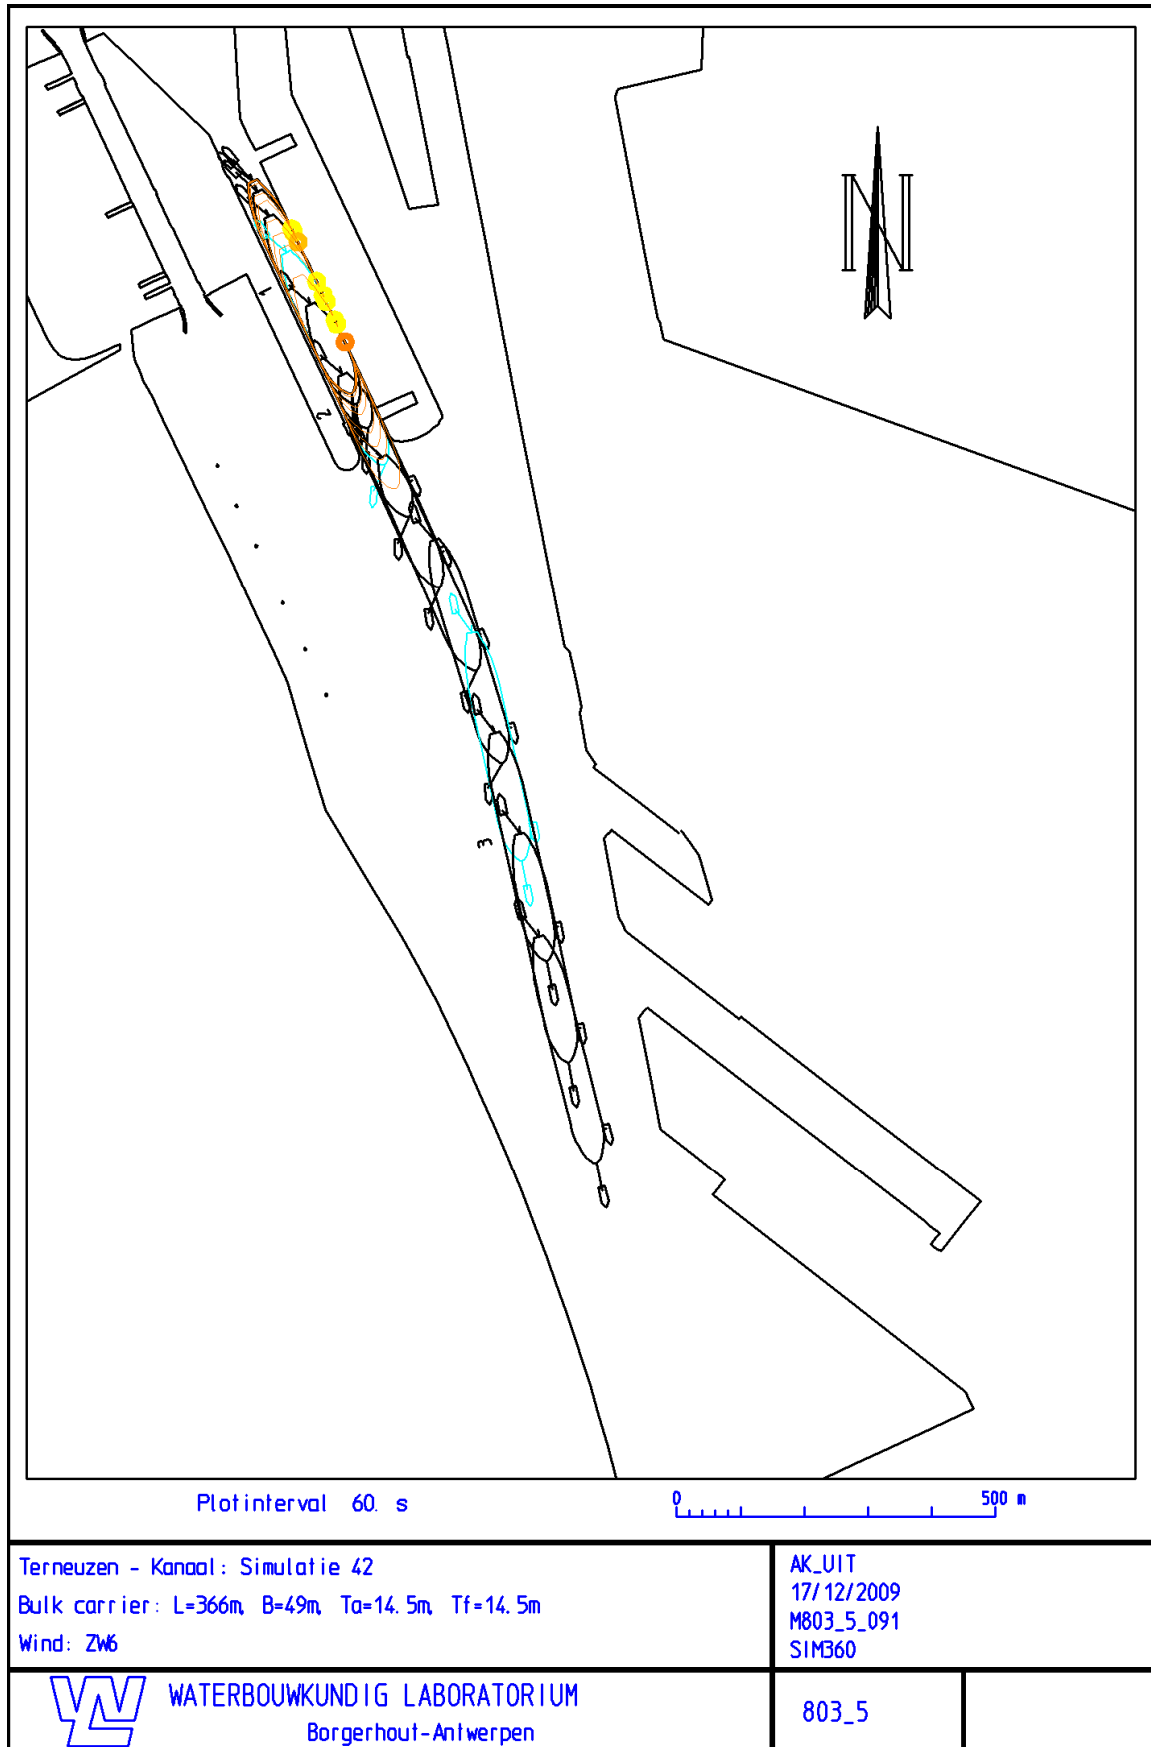 N
1
2
3
Plotinterval 60. s
0 500 m
Terneuzen - Kanaal: Simulatie 42
Bulk carrier: L=366m, B=49m, Ta=14.5m, Tf=14.5m
Wind: ZW6
AK_UIT
17/12/2009
M803_5_091
SIM360
WL
WATERBOUWKUNDIG LABORATORIUM
Borgerhout-Antwerpen
803_5